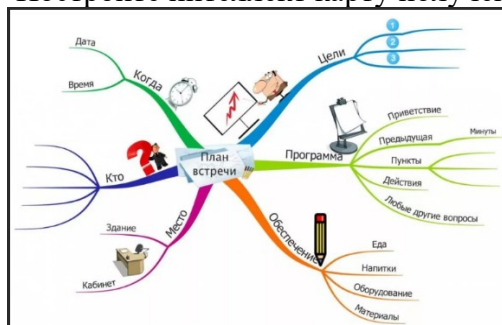 Дата
Время
Когда
Цели
1
2
3
План
встречи
Программа
Приветствие
Предыдущая
Минуты
Пункты
Действия
Любые другие вопросы
Кто
Место
Здание
Кабинет
Обеспечение
Еда
Напитки
Оборудование
Материалы